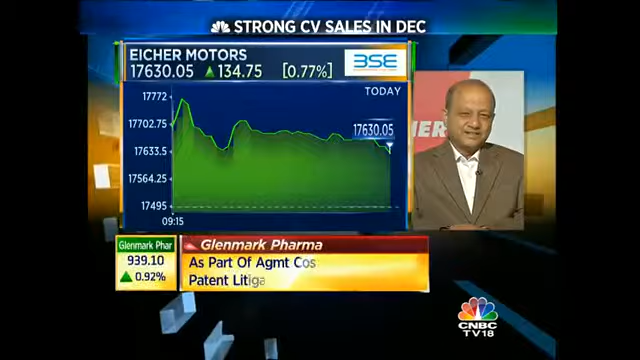 STRONG CV SALES IN DEC
EICHER MOTORS
17630.05 ▲ 134.75 [0.77%]
BSE
TODAY
17772
17702.75
17633.5
17564.25
17495
17630.05
09:15
HER
Glenmark Phar
939.10
▲ 0.92%
Glenmark Pharma
As Part Of Agmt Cos
Patent Litiga
CNBC
TV18